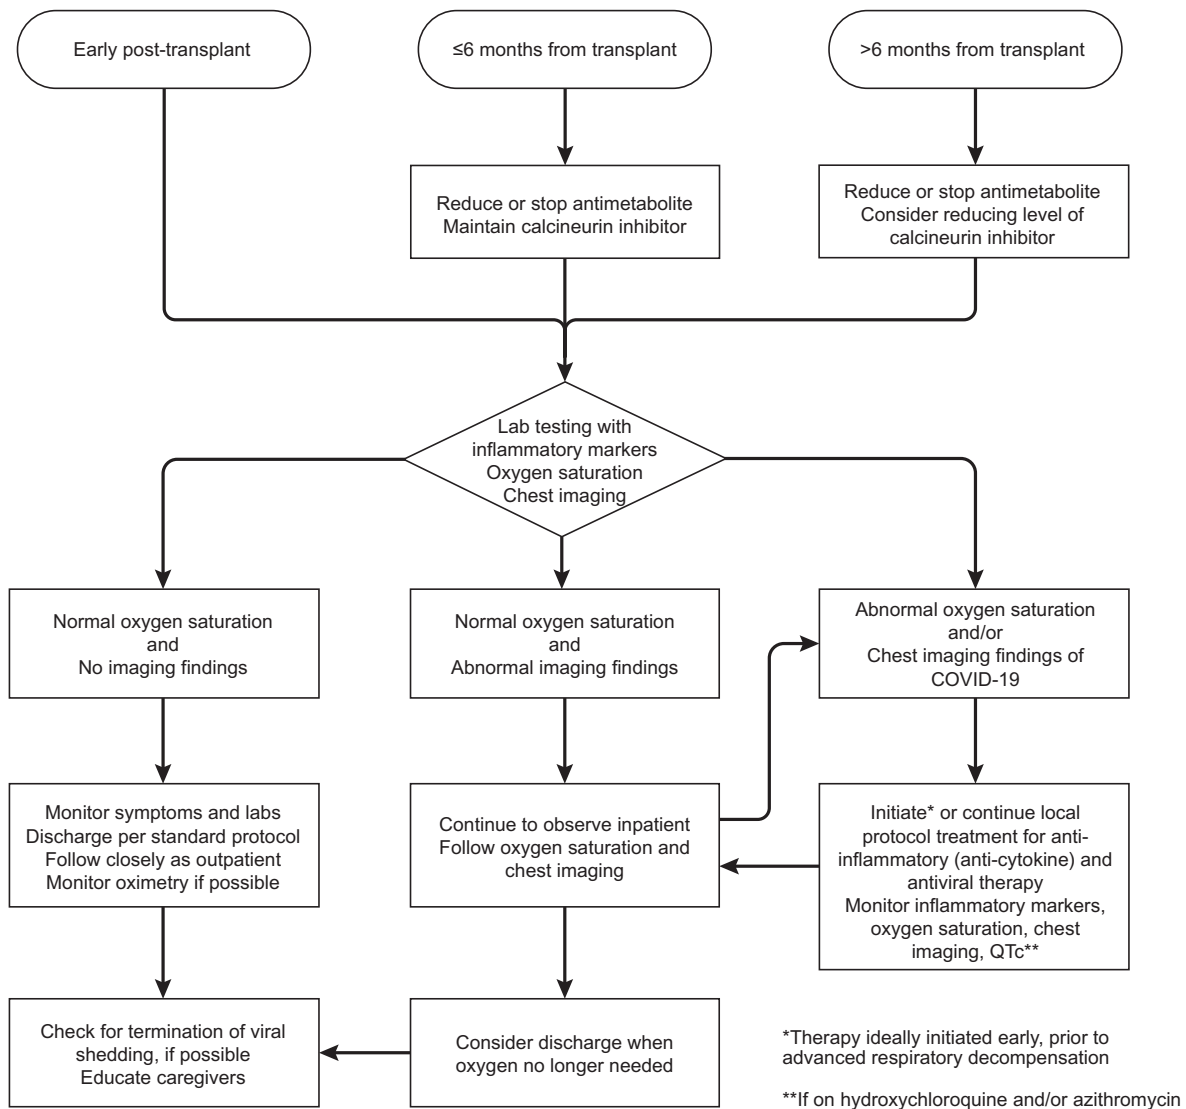 Early post-transplant
≤6 months from transplant
>6 months from transplant
Reduce or stop antimetabolite
Maintain calcineurin inhibitor
Reduce or stop antimetabolite
Consider reducing level of
calcineurin inhibitor
Lab testing with
inflammatory markers
Oxygen saturation
Chest imaging
Normal oxygen saturation
and
No imaging findings
Normal oxygen saturation
and
Abnormal imaging findings
Abnormal oxygen saturation
and/or
Chest imaging findings of
COVID-19
Monitor symptoms and labs
Discharge per standard protocol
Follow closely as outpatient
Monitor oximetry if possible
Continue to observe inpatient
Follow oxygen saturation and
chest imaging
Initiate* or continue local
protocol treatment for anti-
inflammatory (anti-cytokine) and
antiviral therapy
Monitor inflammatory markers,
oxygen saturation, chest
imaging, QTc**
Check for termination of viral
shedding, if possible
Educate caregivers
Consider discharge when
oxygen no longer needed
*Therapy ideally initiated early, prior to
advanced respiratory decompensation
**If on hydroxychloroquine and/or azithromycin